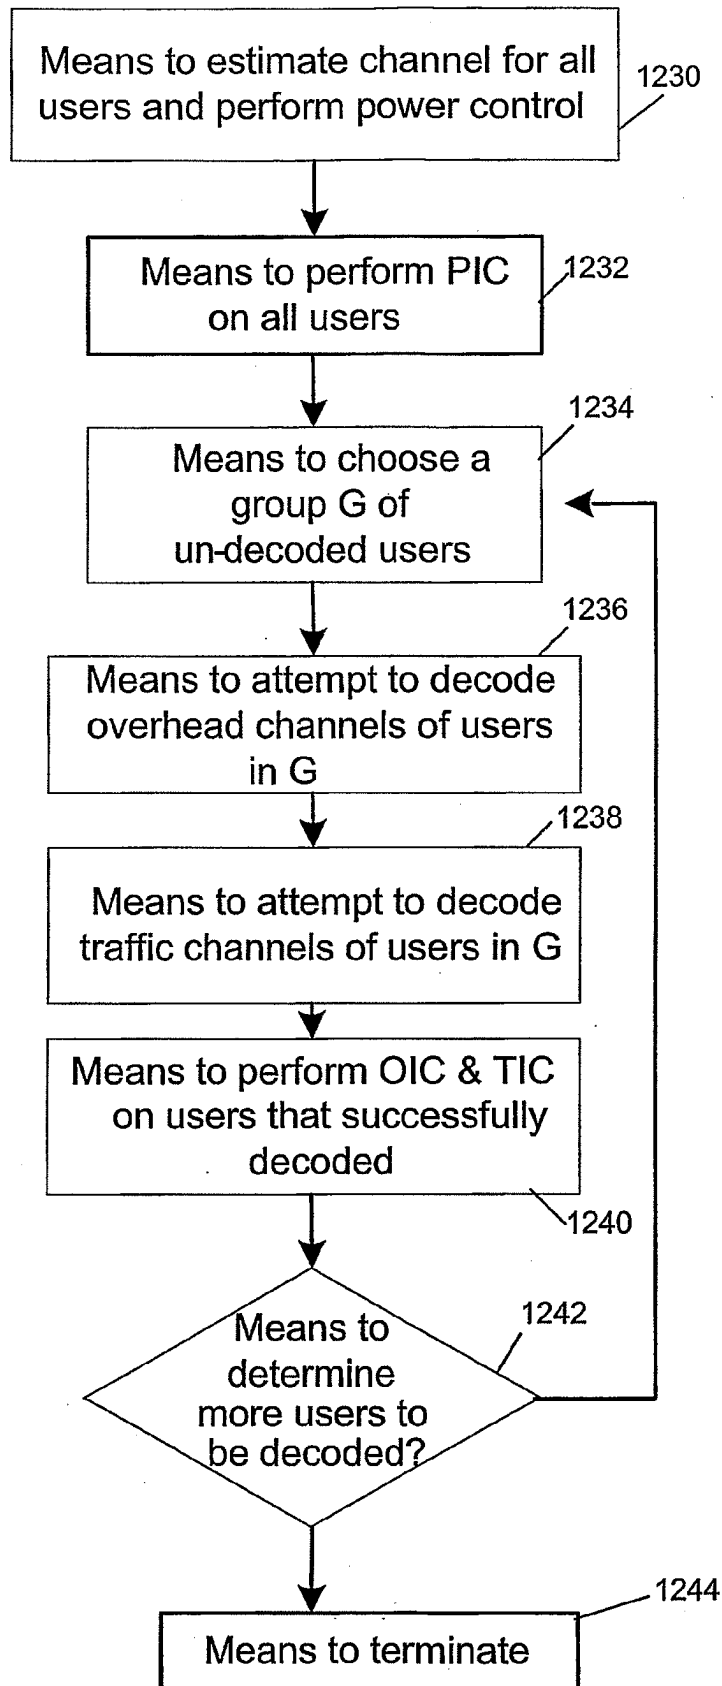 Means to estimate channel for all
users and perform power control
1230
Means to perform PIC
on all users
1232
1234
Means to choose a
group G of
un-decoded users
1236
Means to attempt to decode
overhead channels of users
in G
1238
Means to attempt to decode
traffic channels of users in G
Means to perform OIC & TIC
on users that successfully
decoded
1240
1242
Means to
determine
more users to
be decoded?
1244
Means to terminate